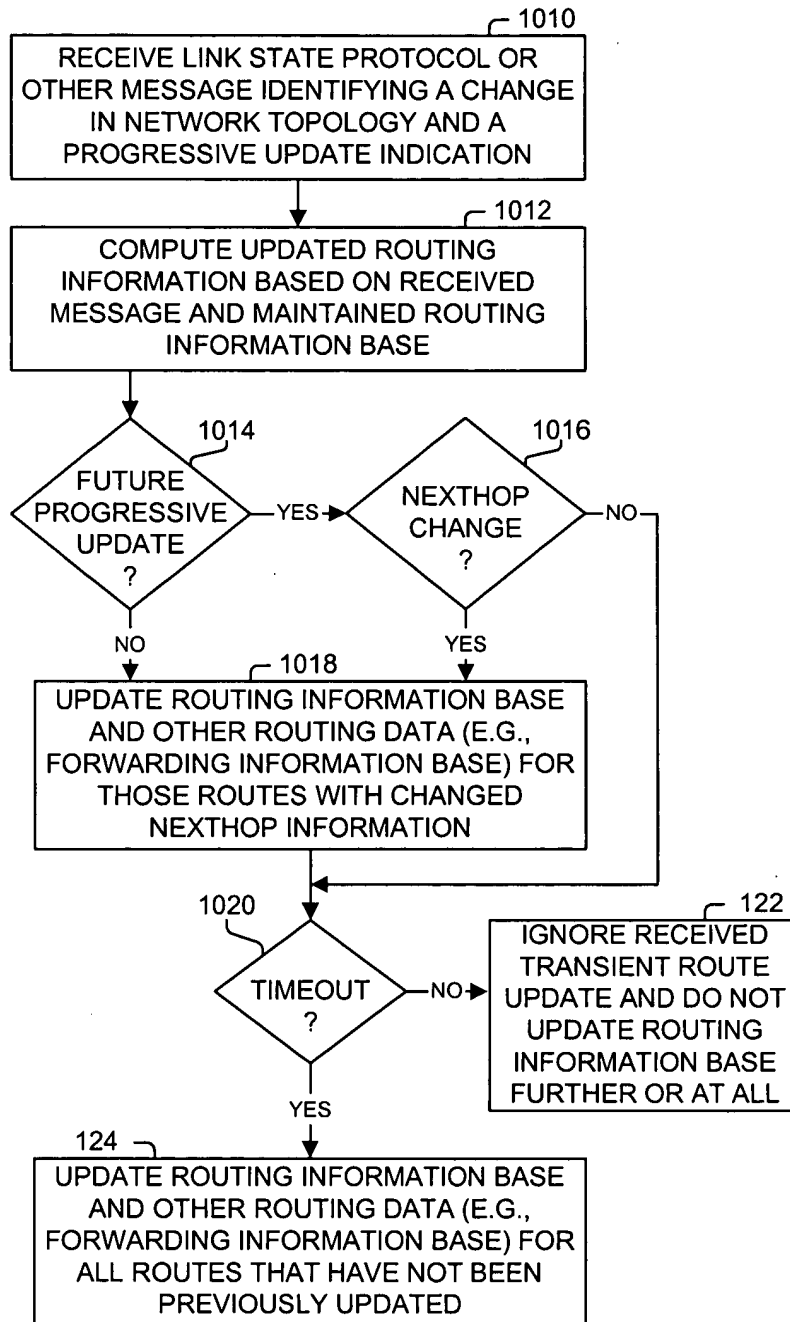 1010
RECEIVE LINK STATE PROTOCOL OR
OTHER MESSAGE IDENTIFYING A CHANGE
IN NETWORK TOPOLOGY AND A
PROGRESSIVE UPDATE INDICATION
1012
COMPUTE UPDATED ROUTING
INFORMATION BASED ON RECEIVED
MESSAGE AND MAINTAINED ROUTING
INFORMATION BASE
1014
FUTURE
PROGRESSIVE
UPDATE
?
YES
1016
NEXTHOP
CHANGE
?
NO
NO
YES
1018
UPDATE ROUTING INFORMATION BASE
AND OTHER ROUTING DATA (E.G.,
FORWARDING INFORMATION BASE) FOR
THOSE ROUTES WITH CHANGED
NEXTHOP INFORMATION
1020
TIMEOUT
?
NO
122
IGNORE RECEIVED
TRANSIENT ROUTE
UPDATE AND DO NOT
UPDATE ROUTING
INFORMATION BASE
FURTHER OR AT ALL
YES
124
UPDATE ROUTING INFORMATION BASE
AND OTHER ROUTING DATA (E.G.,
FORWARDING INFORMATION BASE) FOR
ALL ROUTES THAT HAVE NOT BEEN
PREVIOUSLY UPDATED